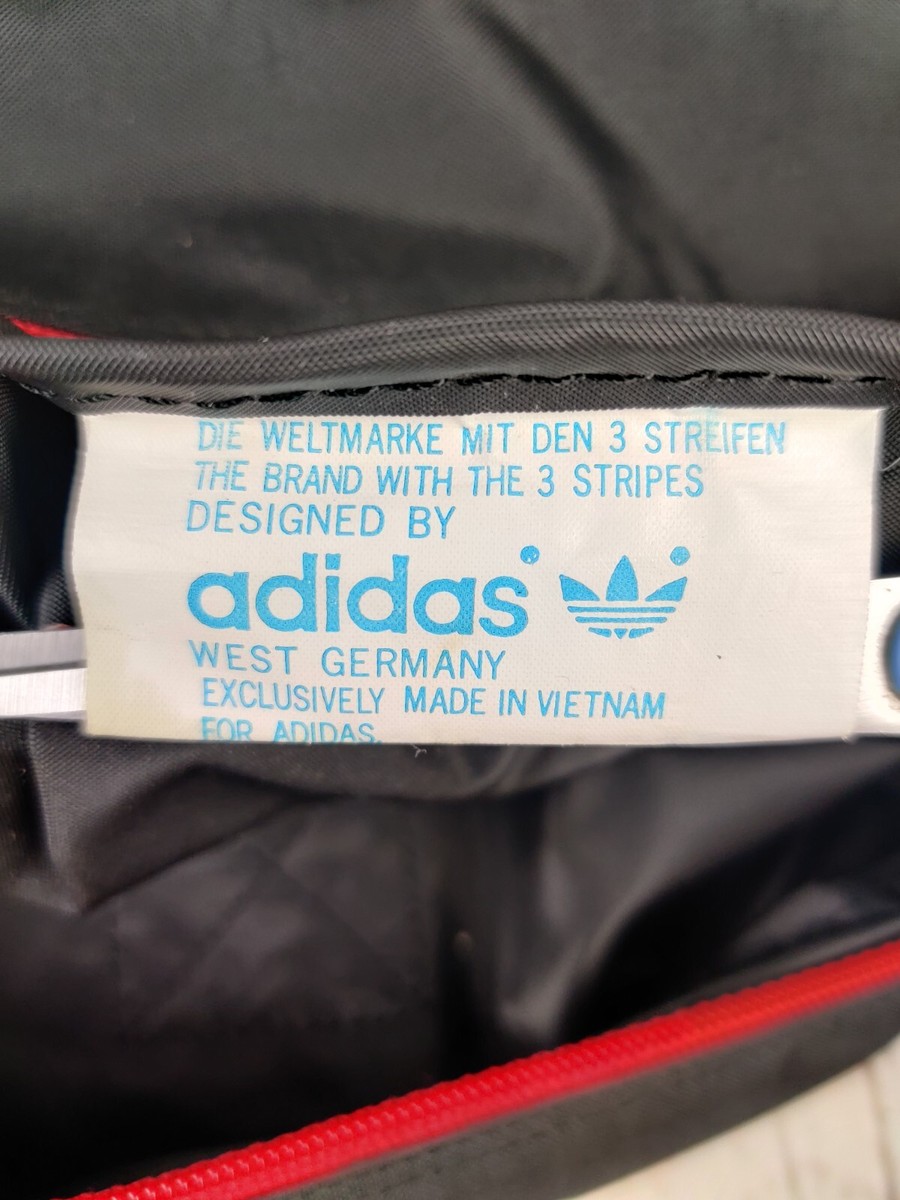 DIE WELTMARKE MIT DEN 3 STREIFEN
THE BRAND WITH THE 3 STRIPES
DESIGNED BY
adidas
WEST GERMANY
EXCLUSIVELY MADE IN VIETNAM
FOR ADIDAS.